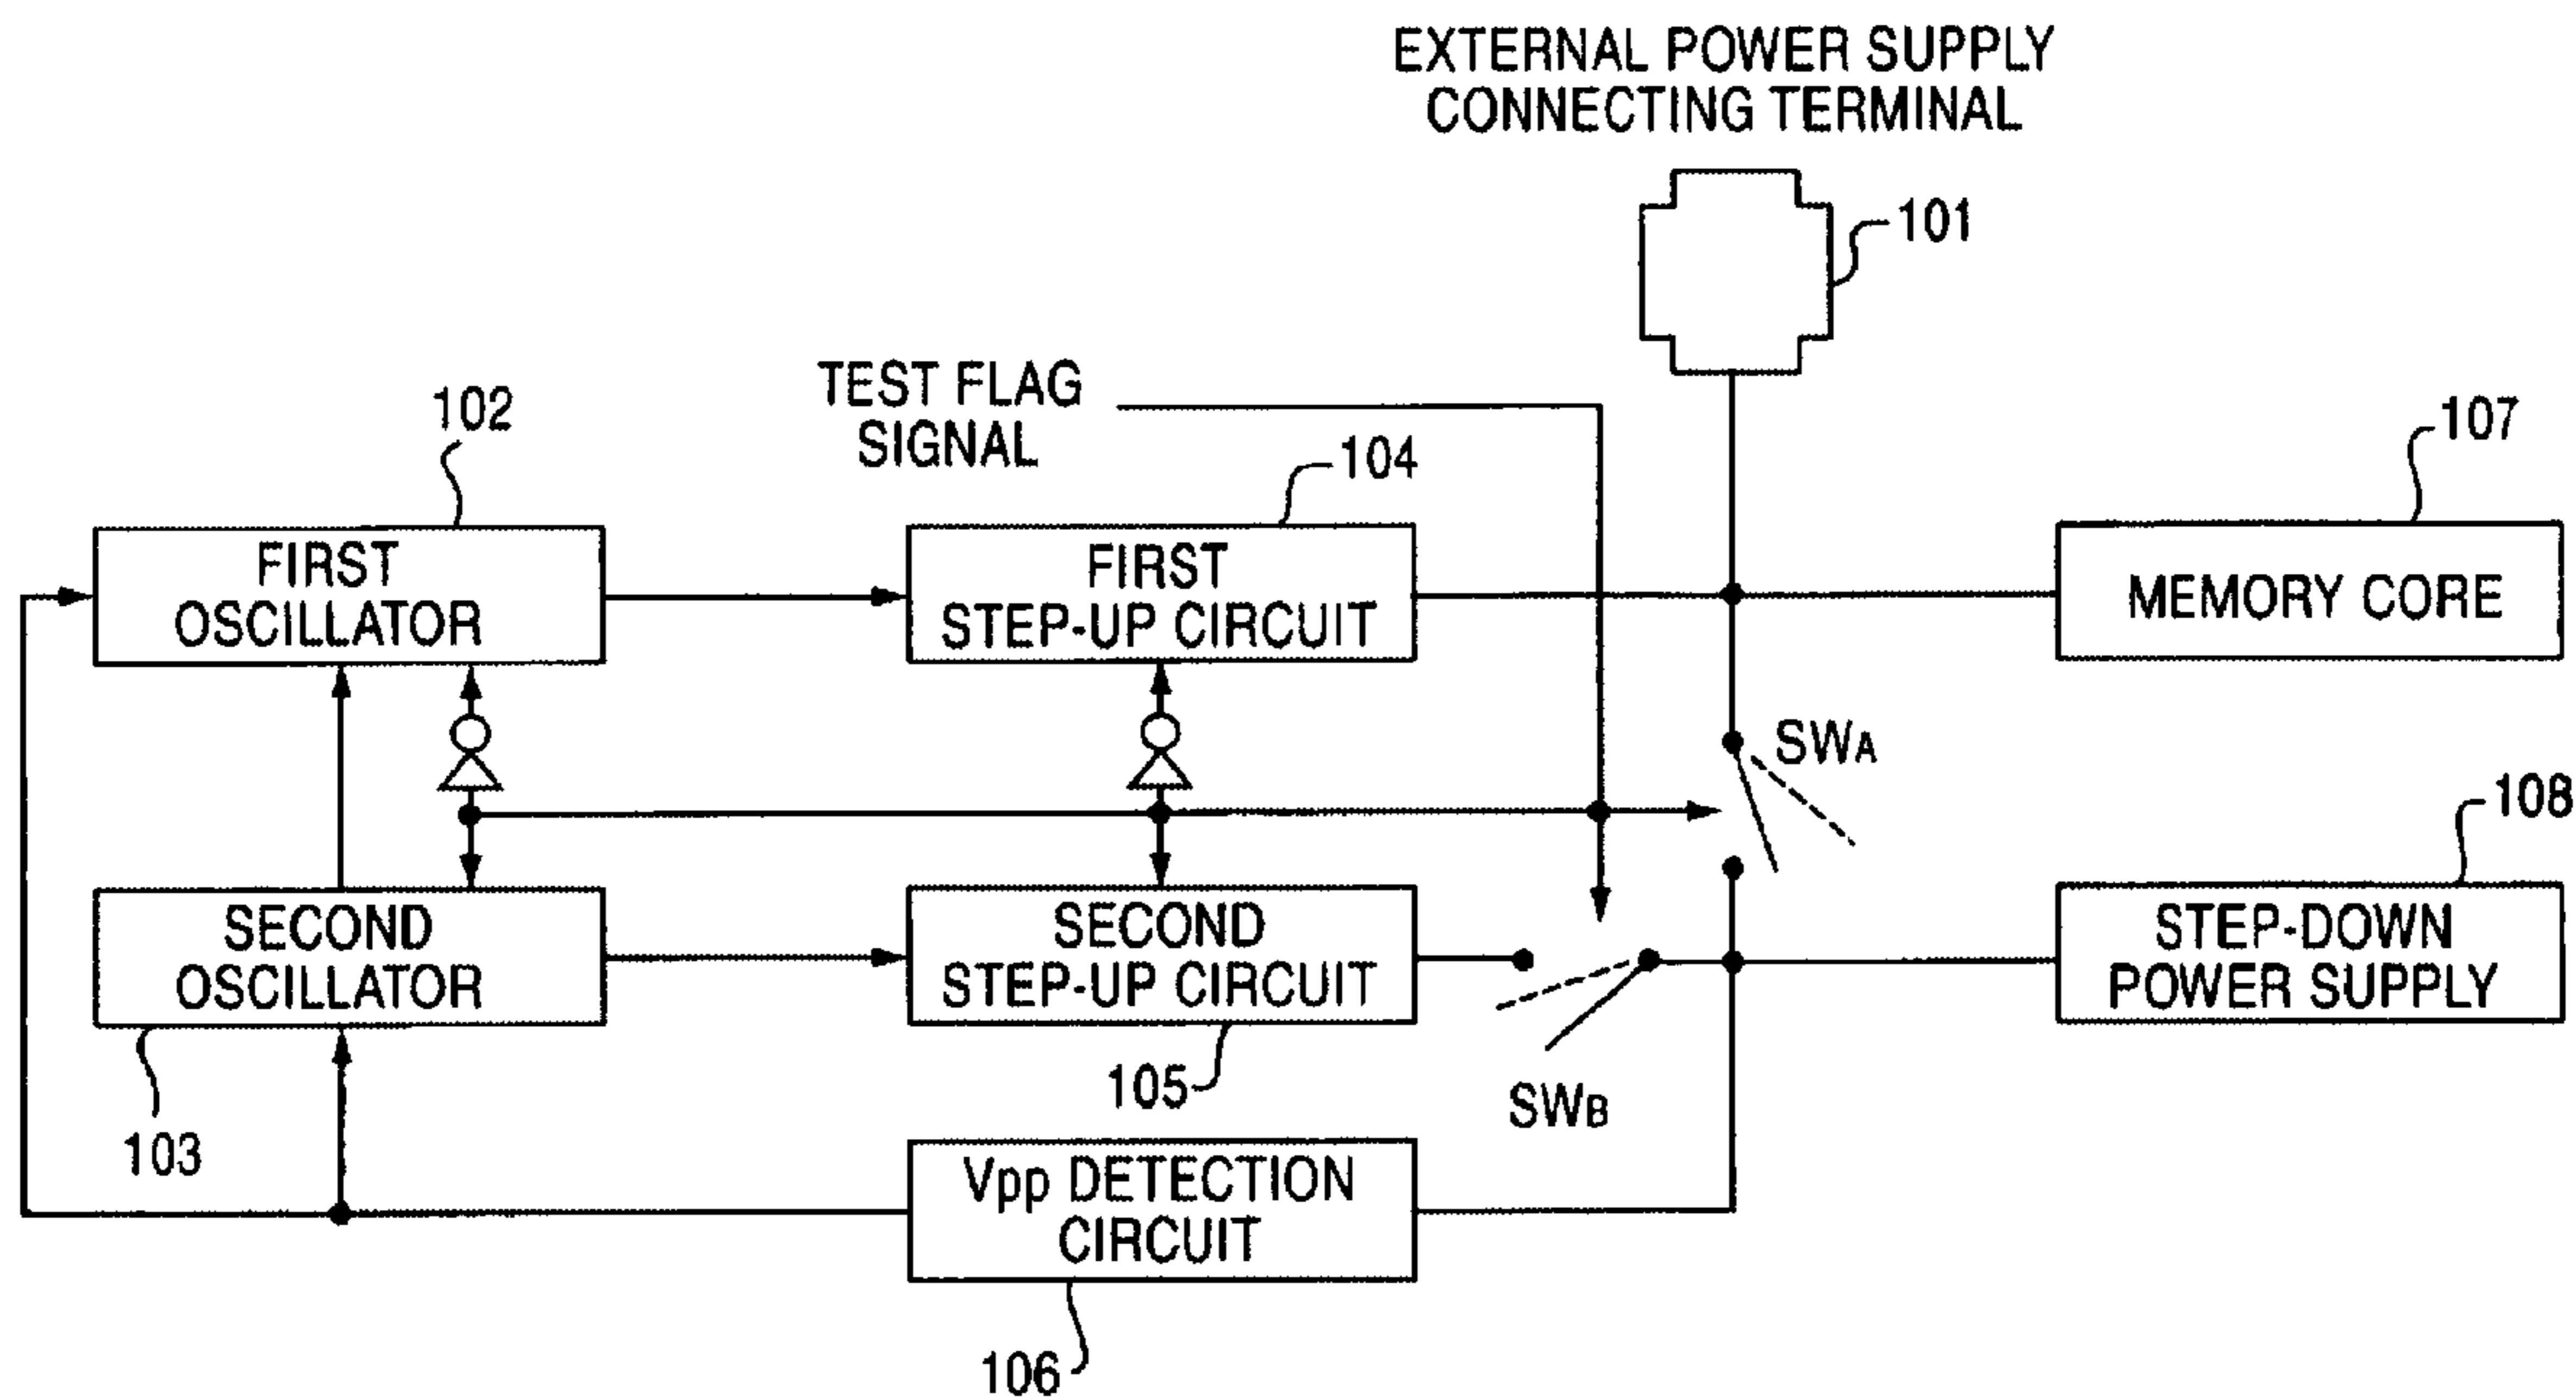 EXTERNAL POWER SUPPLY
CONNECTING TERMINAL
101
TEST FLAG
SIGNAL
102
104
107
FIRST
OSCILLATOR
FIRST
STEP-UP CIRCUIT
MEMORY CORE
SWA
108
SECOND
OSCILLATOR
SECOND
STEP-UP CIRCUIT
STEP-DOWN
POWER SUPPLY
105
SWB
103
Vpp DETECTION
CIRCUIT
106